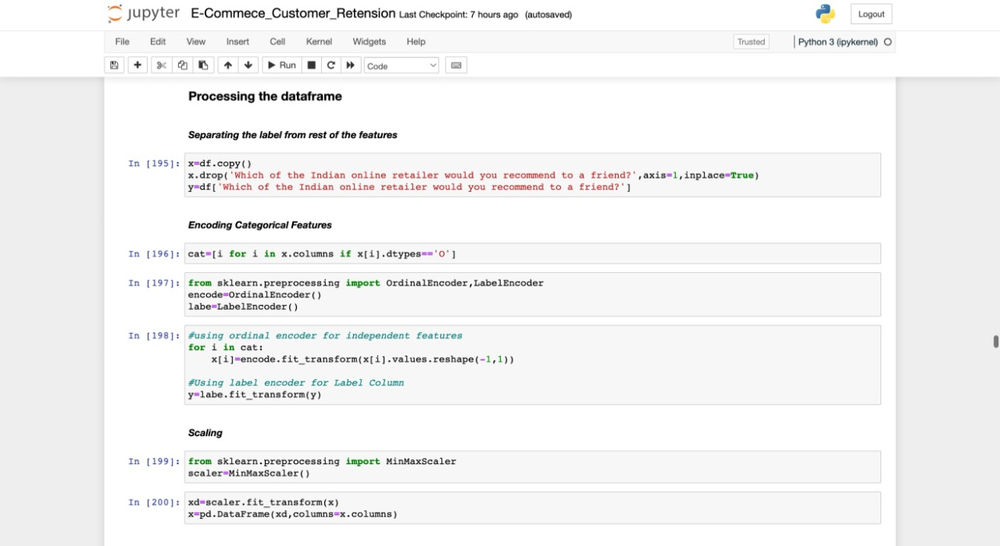 jupyter E-Commece_Customer_Retension Last Checkpoint: 7 hours ago (autosaved) Logout
File Edit View Insert Cell Kernel Widgets Help Trusted Python 3 (ipykernel)
Run Code
Processing the dataframe
Separating the label from rest of the features
In [195]: x=df.copy()
x.drop('Which of the Indian online retailer would you recommend to a friend?',axis=1,inplace=True)
y=df['Which of the Indian online retailer would you recommend to a friend?']
Encoding Categorical Features
In [196]: cat=[i for i in x.columns if x[i].dtypes=='O']
In [197]: from sklearn.preprocessing import OrdinalEncoder,LabelEncoder
encode=OrdinalEncoder()
labe=LabelEncoder()
In [198]: #using ordinal encoder for independent features
for i in cat:
    x[i]=encode.fit_transform(x[i].values.reshape(-1,1))
#Using label encoder for Label Column
y=labe.fit_transform(y)
Scaling
In [199]: from sklearn.preprocessing import MinMaxScaler
scaler=MinMaxScaler()
In [200]: xd=scaler.fit_transform(x)
x=pd.DataFrame(xd,columns=x.columns)